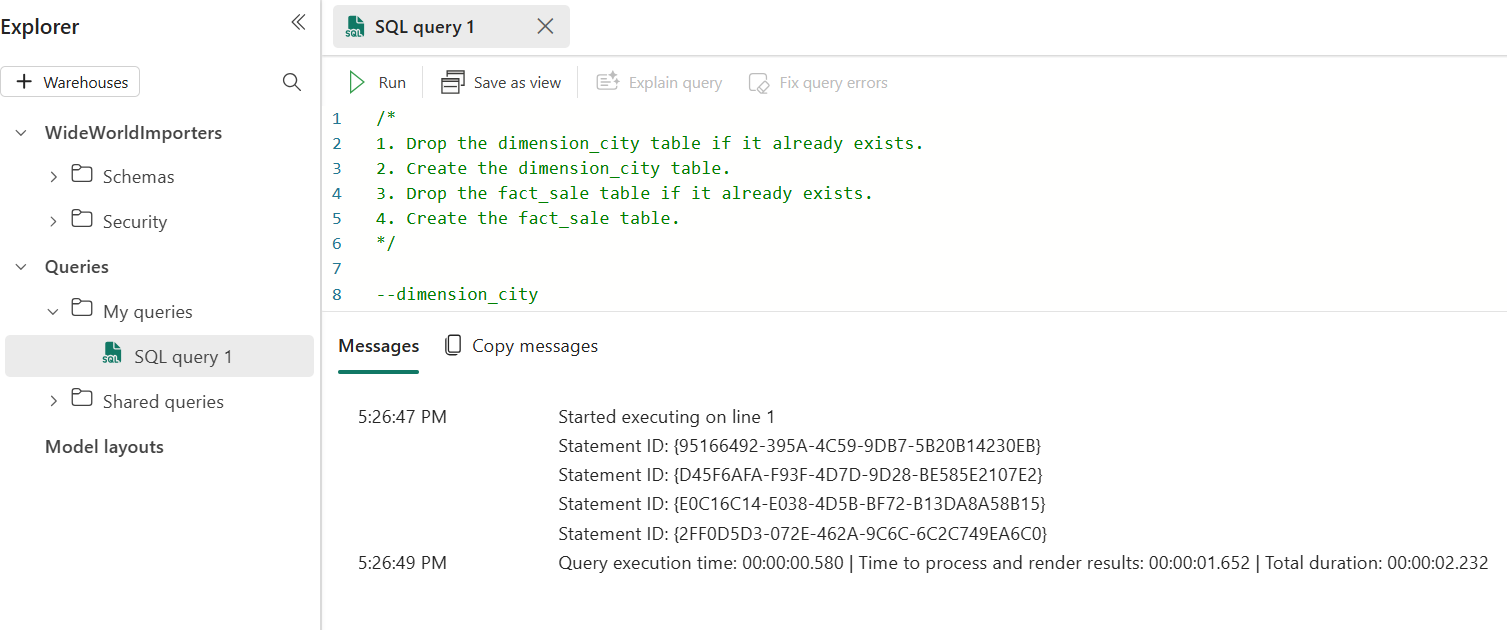 Explorer
Warehouses
WideWorldImporters
Schemas
Security
Queries
My queries
SQL query 1
Shared queries
Model layouts
SQL query 1
Run
Save as view
Explain query
Fix query errors
1 /*
2 1. Drop the dimension_city table if it already exists.
3 2. Create the dimension_city table.
4 3. Drop the fact_sale table if it already exists.
5 4. Create the fact_sale table.
6 */
7
8 --dimension_city
Messages Copy messages
5:26:47 PM Started executing on line 1
Statement ID: {95166492-395A-4C59-9DB7-5B20B14230EB}
Statement ID: {D45F6AFA-F93F-4D7D-9D28-BE585E2107E2}
Statement ID: {E0C16C14-E038-4D5B-BF72-B13DA8A58B15}
Statement ID: {2FF0D5D3-072E-462A-9C6C-6C2C749EA6C0}
5:26:49 PM Query execution time: 00:00:00.580 | Time to process and render results: 00:00:01.652 | Total duration: 00:00:02.232